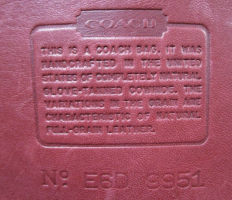 COACH
THIS IS A COACH BAG. IT WAS
HANDCRAFTED IN THE UNITED
STATES OF COMPLETELY NATURAL
GLOVE-TANNED COWHIDE. THE
VARIATIONS IN THE GRAIN ARE
CHARACTERISTIC OF NATURAL
FULL-GRAIN LEATHER.
Nº E6D 9951